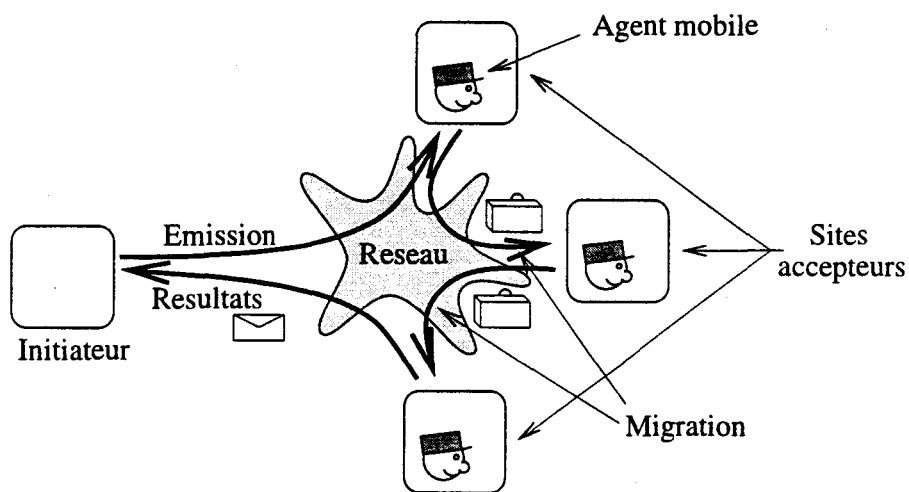 Agent mobile
Emission
Reseau
Sites
accepteurs
Resultats
Initiateur
Migration